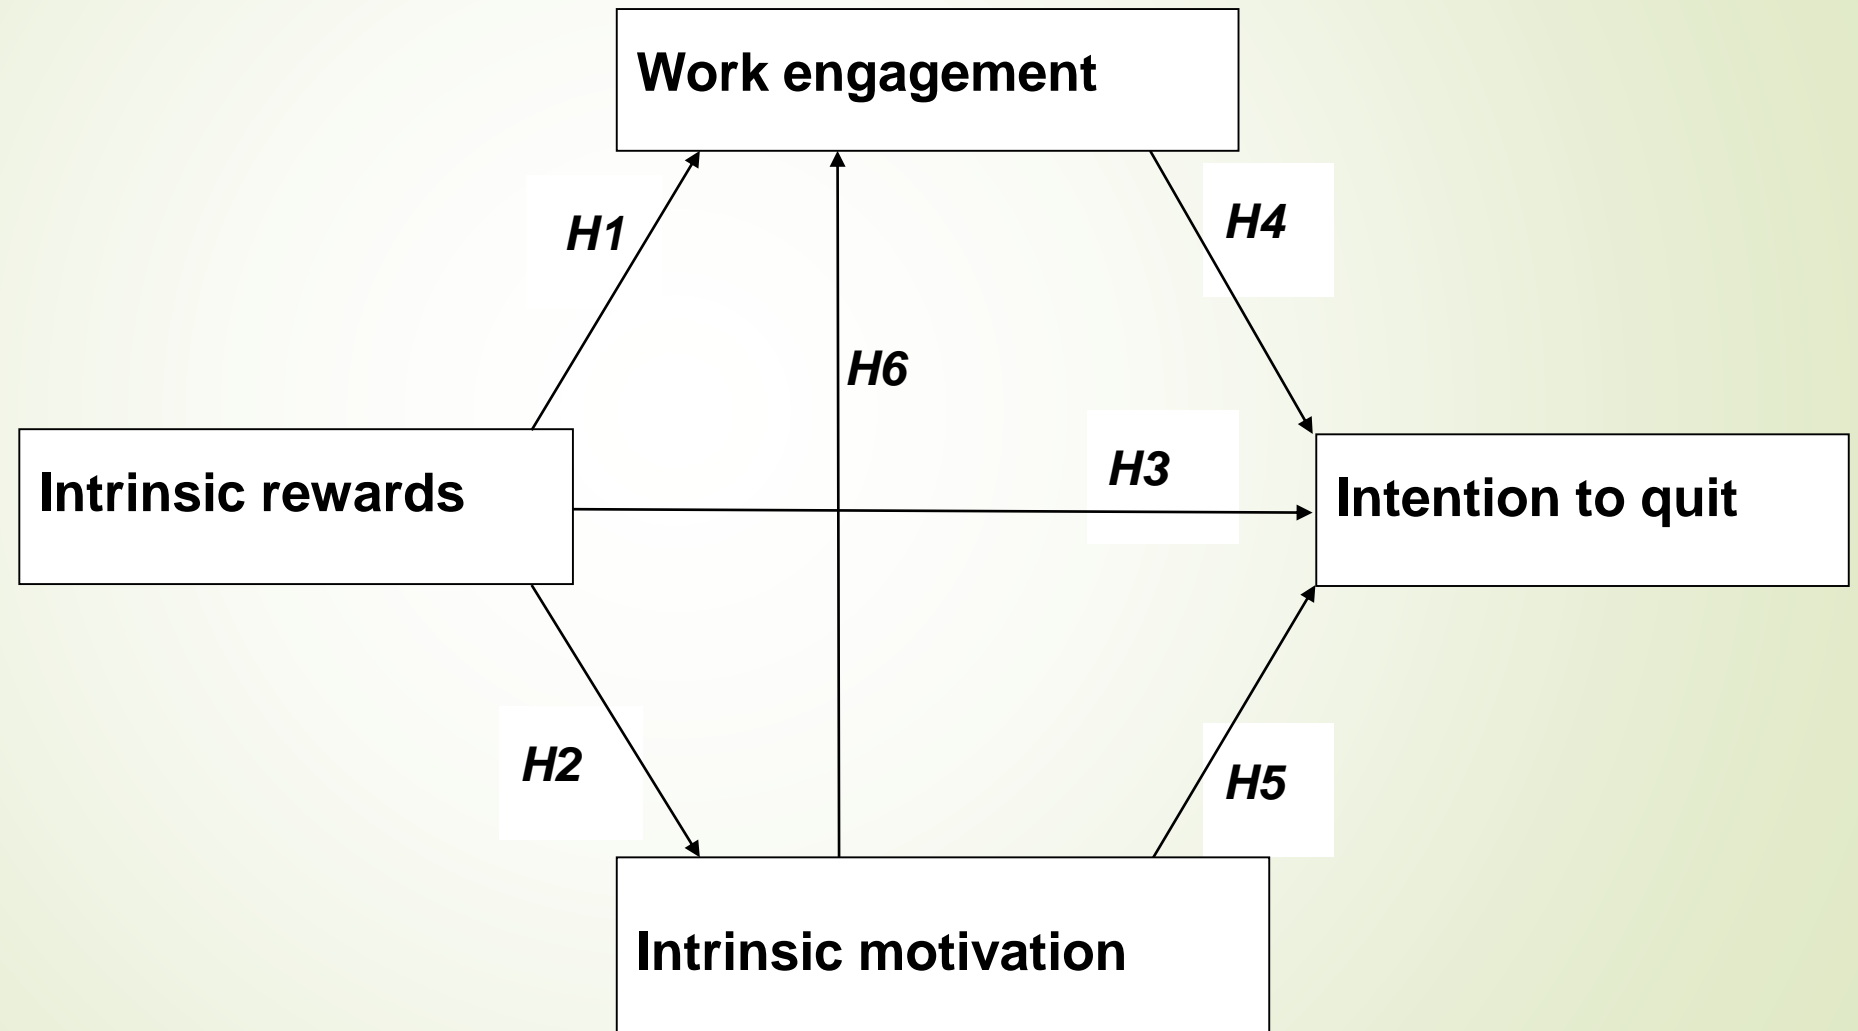 Work engagement
H1
H4
H6
H3
Intrinsic rewards
Intention to quit
H2
H5
Intrinsic motivation